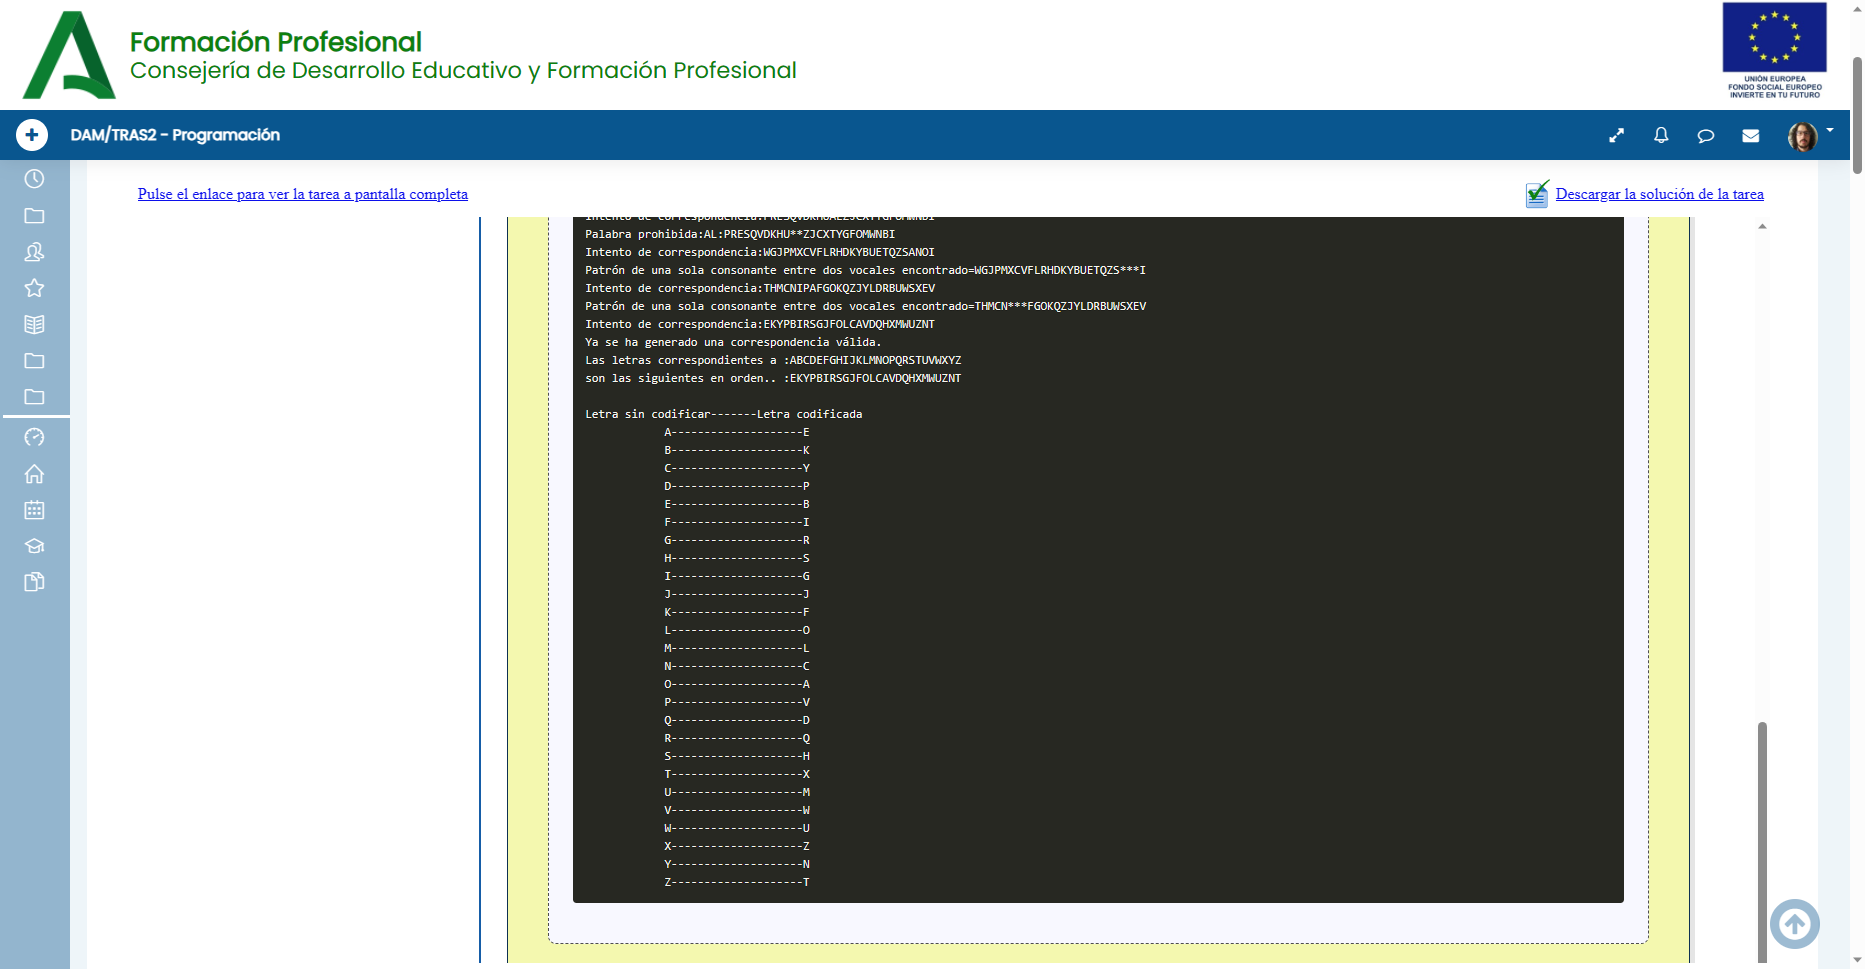 Formación Profesional
Consejería de Desarrollo Educativo y Formación Profesional
UNIÓN EUROPEA
FONDO SOCIAL EUROPEO
INVIERTE EN TU FUTURO
DAM/TRAS2 - Programación
Pulse el enlace para ver la tarea a pantalla completa
Descargar la solución de la tarea
Palabra prohibida:AL:PRESQVDKHU**ZJCXTYGFOMWNBI
Intento de correspondencia:WGJPMXCVFLRHDKYBUETQZSANOI
Patrón de una sola consonante entre dos vocales encontrado=WGJPMXCVFLRHDKYBUETQZS***I
Intento de correspondencia:THMCNIPAFGOKQZJYLDRBUWSXEV
Patrón de una sola consonante entre dos vocales encontrado=THMCN***FGOKQZJYLDRBUWSXEV
Intento de correspondencia:EKYPBIRSGJFOLCAVDQHXMWUZNT
Ya se ha generado una correspondencia válida.
Las letras correspondientes a :ABCDEFGHIJKLMNOPQRSTUVWXYZ
son las siguientes en orden.. :EKYPBIRSGJFOLCAVDQHXMWUZNT
Letra sin codificar-------Letra codificada
A--------------------E
B--------------------K
C--------------------Y
D--------------------P
E--------------------B
F--------------------I
G--------------------R
H--------------------S
I--------------------G
J--------------------J
K--------------------F
L--------------------O
M--------------------L
N--------------------C
O--------------------A
P--------------------V
Q--------------------D
R--------------------Q
S--------------------H
T--------------------X
U--------------------M
V--------------------W
W--------------------U
X--------------------Z
Y--------------------N
Z--------------------T